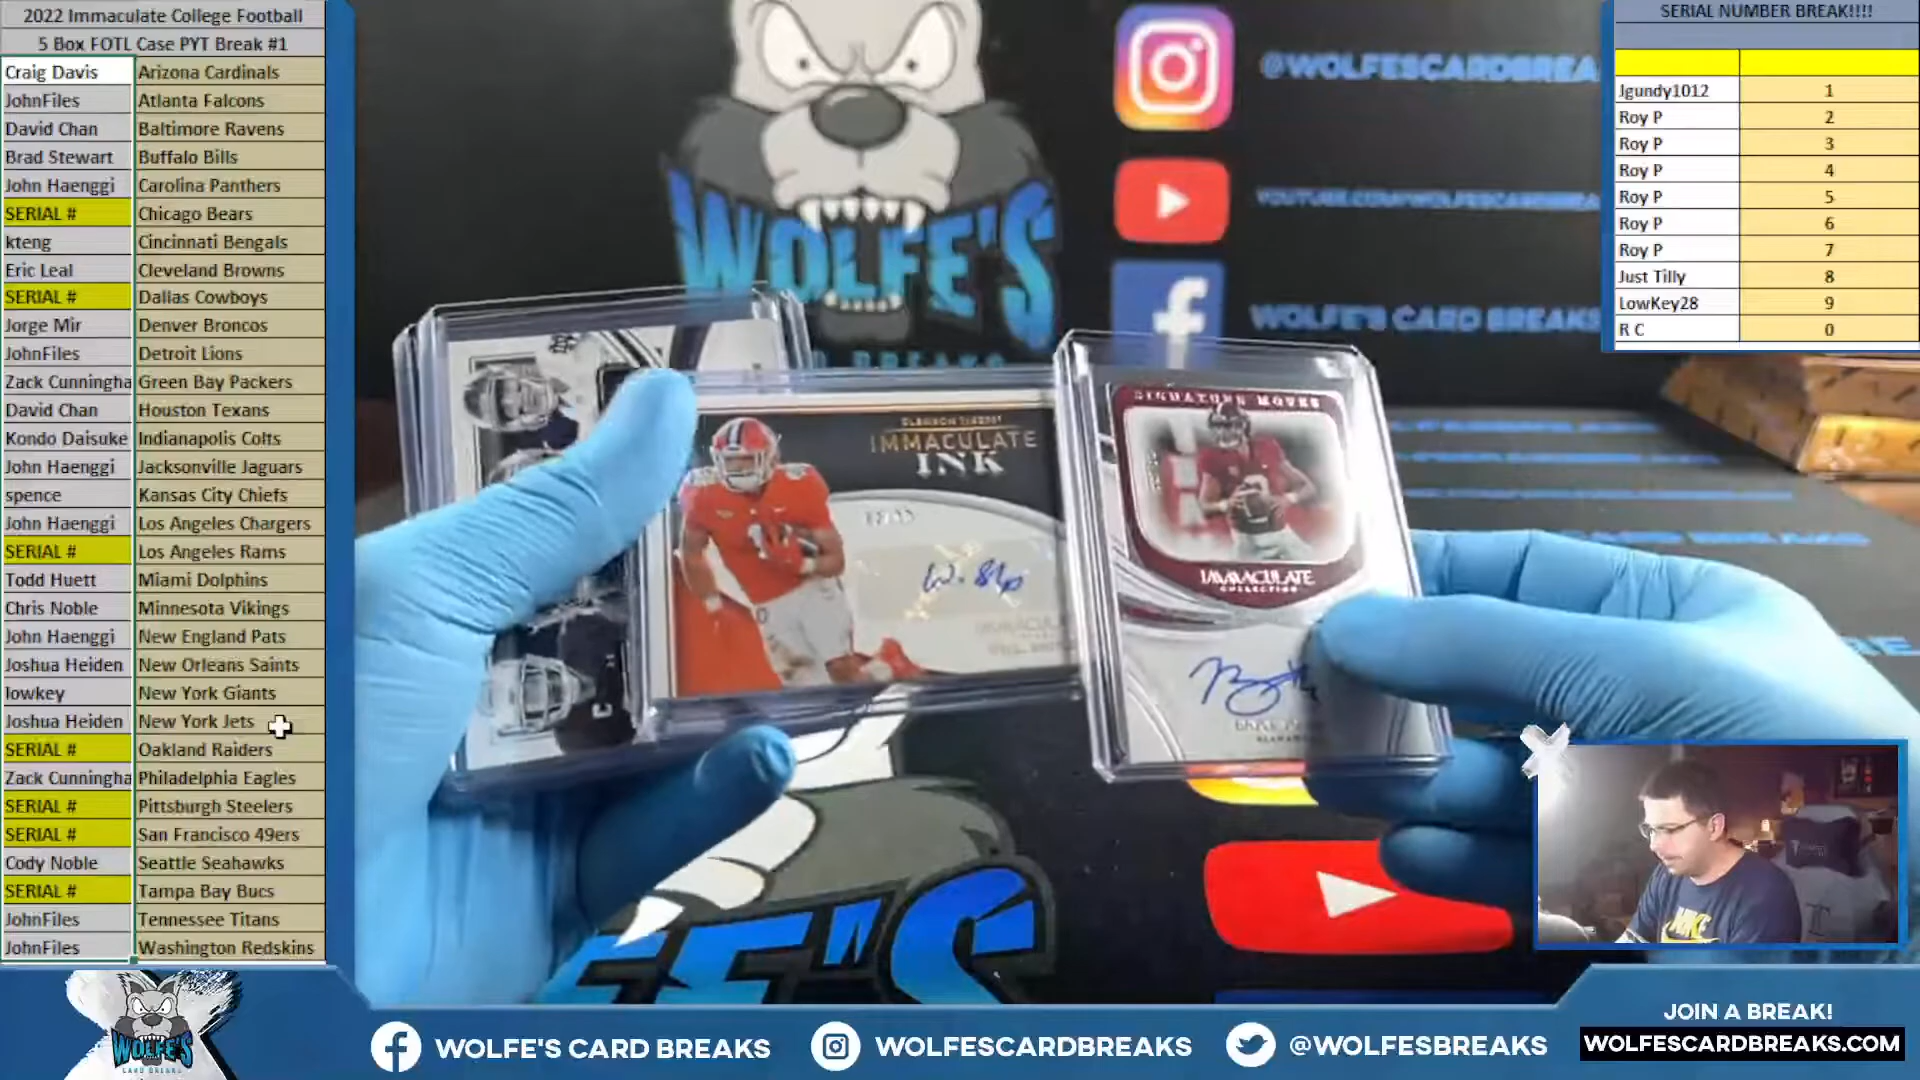 2022 Immaculate College Football
5 Box FOTL Case PYT Break #1
Craig Davis Arizona Cardinals
JohnFiles Atlanta Falcons
David Chan Baltimore Ravens
Brad Stewart Buffalo Bills
John Haenggi Carolina Panthers
SERIAL # Chicago Bears
kteng Cincinnati Bengals
Eric Leal Cleveland Browns
SERIAL # Dallas Cowboys
Jorge Mir Denver Broncos
JohnFiles Detroit Lions
Zack Cunningha Green Bay Packers
David Chan Houston Texans
Kondo Daisuke Indianapolis Colts
John Haenggi Jacksonville Jaguars
spence Kansas City Chiefs
John Haenggi Los Angeles Chargers
SERIAL # Los Angeles Rams
Todd Huett Miami Dolphins
Chris Noble Minnesota Vikings
John Haenggi New England Pats
Joshua Heiden New Orleans Saints
lowkey New York Giants
Joshua Heiden New York Jets
SERIAL # Oakland Raiders
Zack Cunningha Philadelphia Eagles
SERIAL # Pittsburgh Steelers
SERIAL # San Francisco 49ers
Cody Noble Seattle Seahawks
SERIAL # Tampa Bay Bucs
JohnFiles Tennessee Titans
JohnFiles Washington Redskins
WOLFE'S
@WOLFESCARDBREA
WOLFE'S CARD BREAKS
CLEMSON TIGERS
IMMACULATE
INK
SIGNATURE MOVES
IMMACULATE
COLLECTION
SERIAL NUMBER BREAK!!!!
Jgundy1012 1
Roy P 2
Roy P 3
Roy P 4
Roy P 5
Roy P 6
Roy P 7
Just Tilly 8
LowKey28 9
R C 0
WOLFE'S
CARD BREAKS
WOLFE'S CARD BREAKS
WOLFESCARDBREAKS
@WOLFESBREAKS
JOIN A BREAK!
WOLFESCARDBREAKS.COM